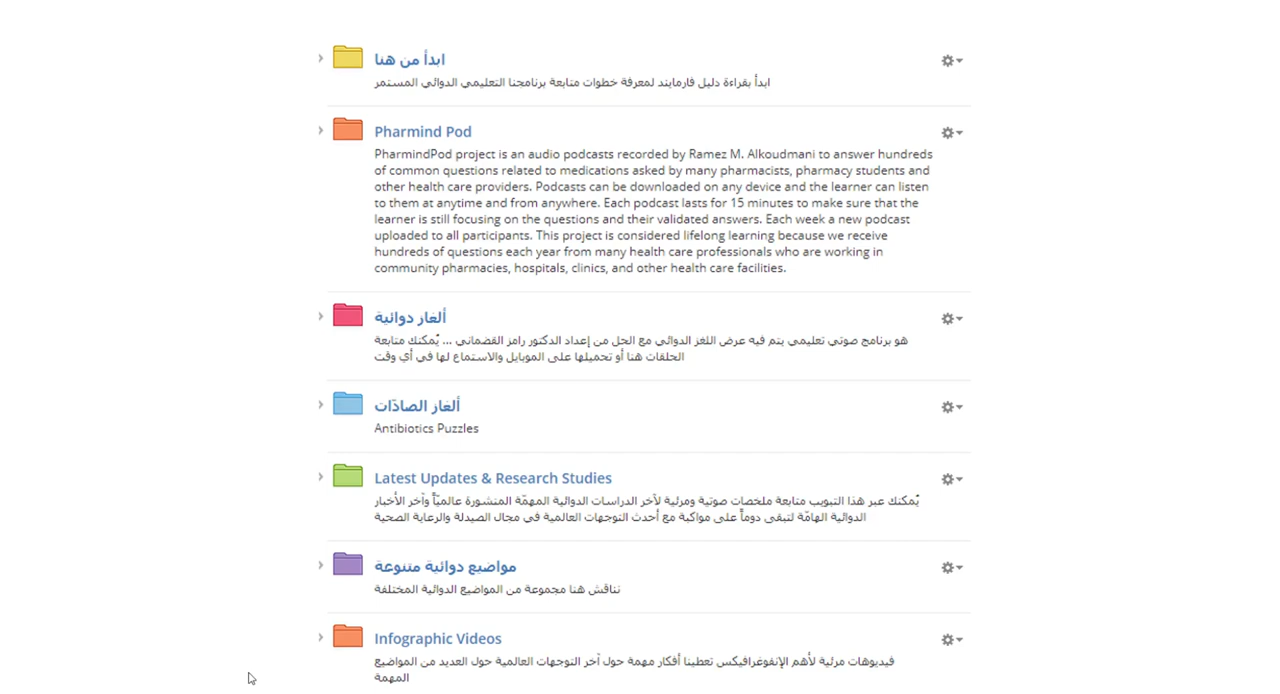 ابدأ من هنا
ابدأ بقراءة دليل فارمايند لمعرفة خطوات متابعة برنامجنا التعليمي الدوائي المستمر
Pharmind Pod
PharmindPod project is an audio podcasts recorded by Ramez M. Alkoudmani to answer hundreds
of common questions related to medications asked by many pharmacists, pharmacy students and
other health care providers. Podcasts can be downloaded on any device and the learner can listen
to them at anytime and from anywhere. Each podcast lasts for 15 minutes to make sure that the
learner is still focusing on the questions and their validated answers. Each week a new podcast
uploaded to all participants. This project is considered lifelong learning because we receive
hundreds of questions each year from many health care professionals who are working in
community pharmacies, hospitals, clinics, and other health care facilities.
ألغاز دوائية
هو برنامج صوتي تعليمي يتم فيه عرض اللغز الدوائي مع الحل من إعداد الدكتور رامز القضماني ... يُمكنك متابعة
الحلقات هنا أو تحميلها على الموبايل والاستماع لها في أي وقت
ألغاز الصادّات
Antibiotics Puzzles
Latest Updates & Research Studies
يُمكنك عبر هذا التبويب متابعة ملخصات صوتية ومرئية لآخر الدراسات الدوائية المهمّة المنشورة عالميّاً وآخر الأخبار
الدوائية الهامّة لتبقى دوماً على مواكبة مع أحدث التوجهات العالمية في مجال الصيدلة والرعاية الصحية
مواضيع دوائية متنوعة
نناقش هنا مجموعة من المواضيع الدوائية المختلفة
Infographic Videos
فيديوهات مرئية لأهم الإنفوغرافيكس تعطينا أفكار مهمة حول آخر التوجهات العالمية حول العديد من المواضيع
المهمة